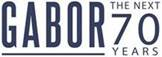 GABOR
THE NEXT
70
YEARS